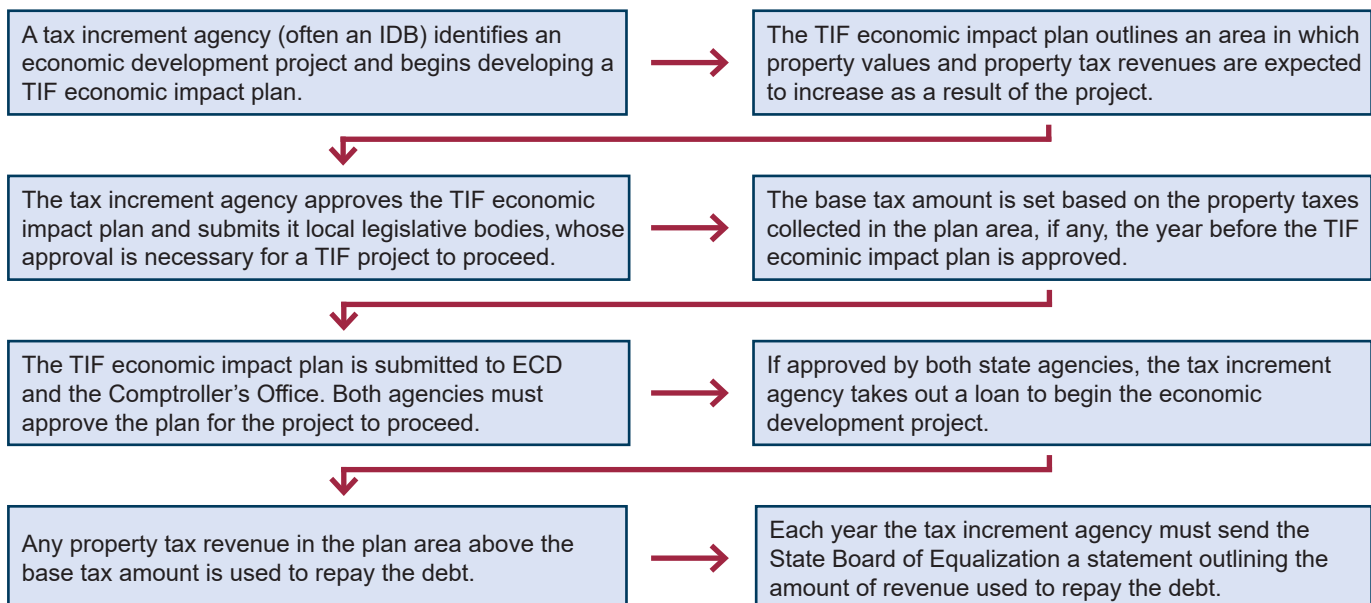 A tax increment agency (often an IDB) identifies an
economic development project and begins developing a
TIF economic impact plan.
The TIF economic impact plan outlines an area in which
property values and property tax revenues are expected
to increase as a result of the project.
The tax increment agency approves the TIF economic
impact plan and submits it local legislative bodies, whose
approval is necessary for a TIF project to proceed.
The base tax amount is set based on the property taxes
collected in the plan area, if any, the year before the TIF
ecominic impact plan is approved.
The TIF economic impact plan is submitted to ECD
and the Comptroller’s Office. Both agencies must
approve the plan for the project to proceed.
If approved by both state agencies, the tax increment
agency takes out a loan to begin the economic
development project.
Any property tax revenue in the plan area above the
base tax amount is used to repay the debt.
Each year the tax increment agency must send the
State Board of Equalization a statement outlining the
amount of revenue used to repay the debt.